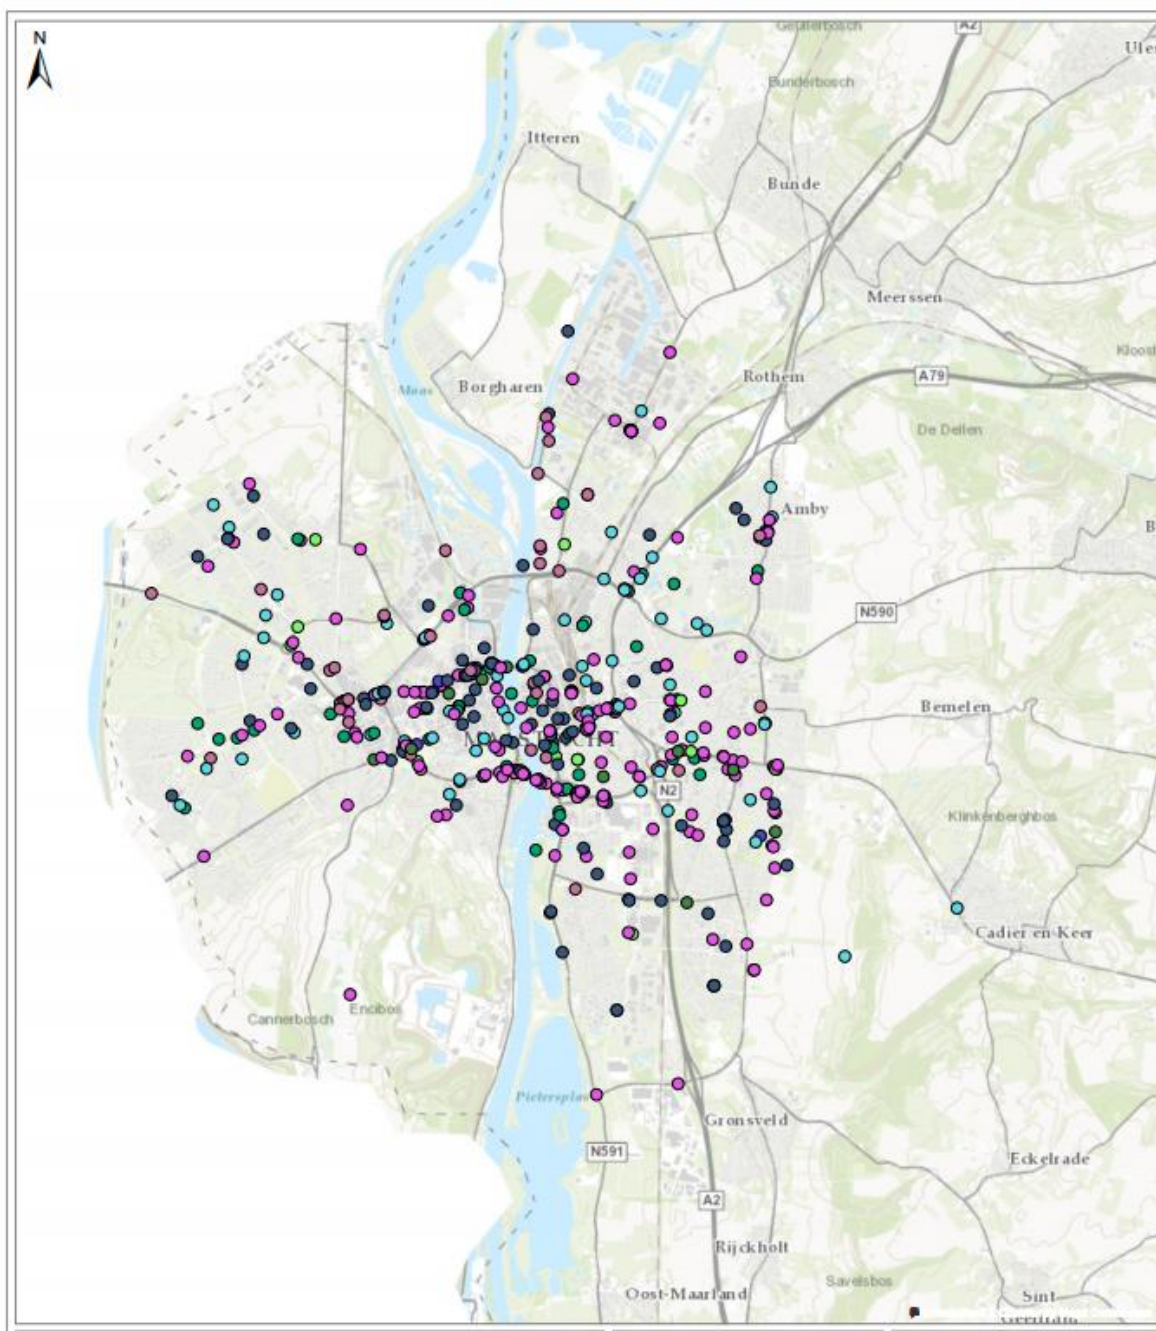 N
Geullerbosch
A2
Bunderbosch
Itteren
Bunde
Meerssen
Maas
Borgharen
Rothem
A79
De Dellen
Amby
N590
Bemelen
N2
Klinkenberghbos
Cadier en Keer
Encibos
Cannerbosch
Pietersplas
Gronsveld
N591
Eckelrade
A2
Rijckholt
Savelsbos
Oost-Maarland
Sint